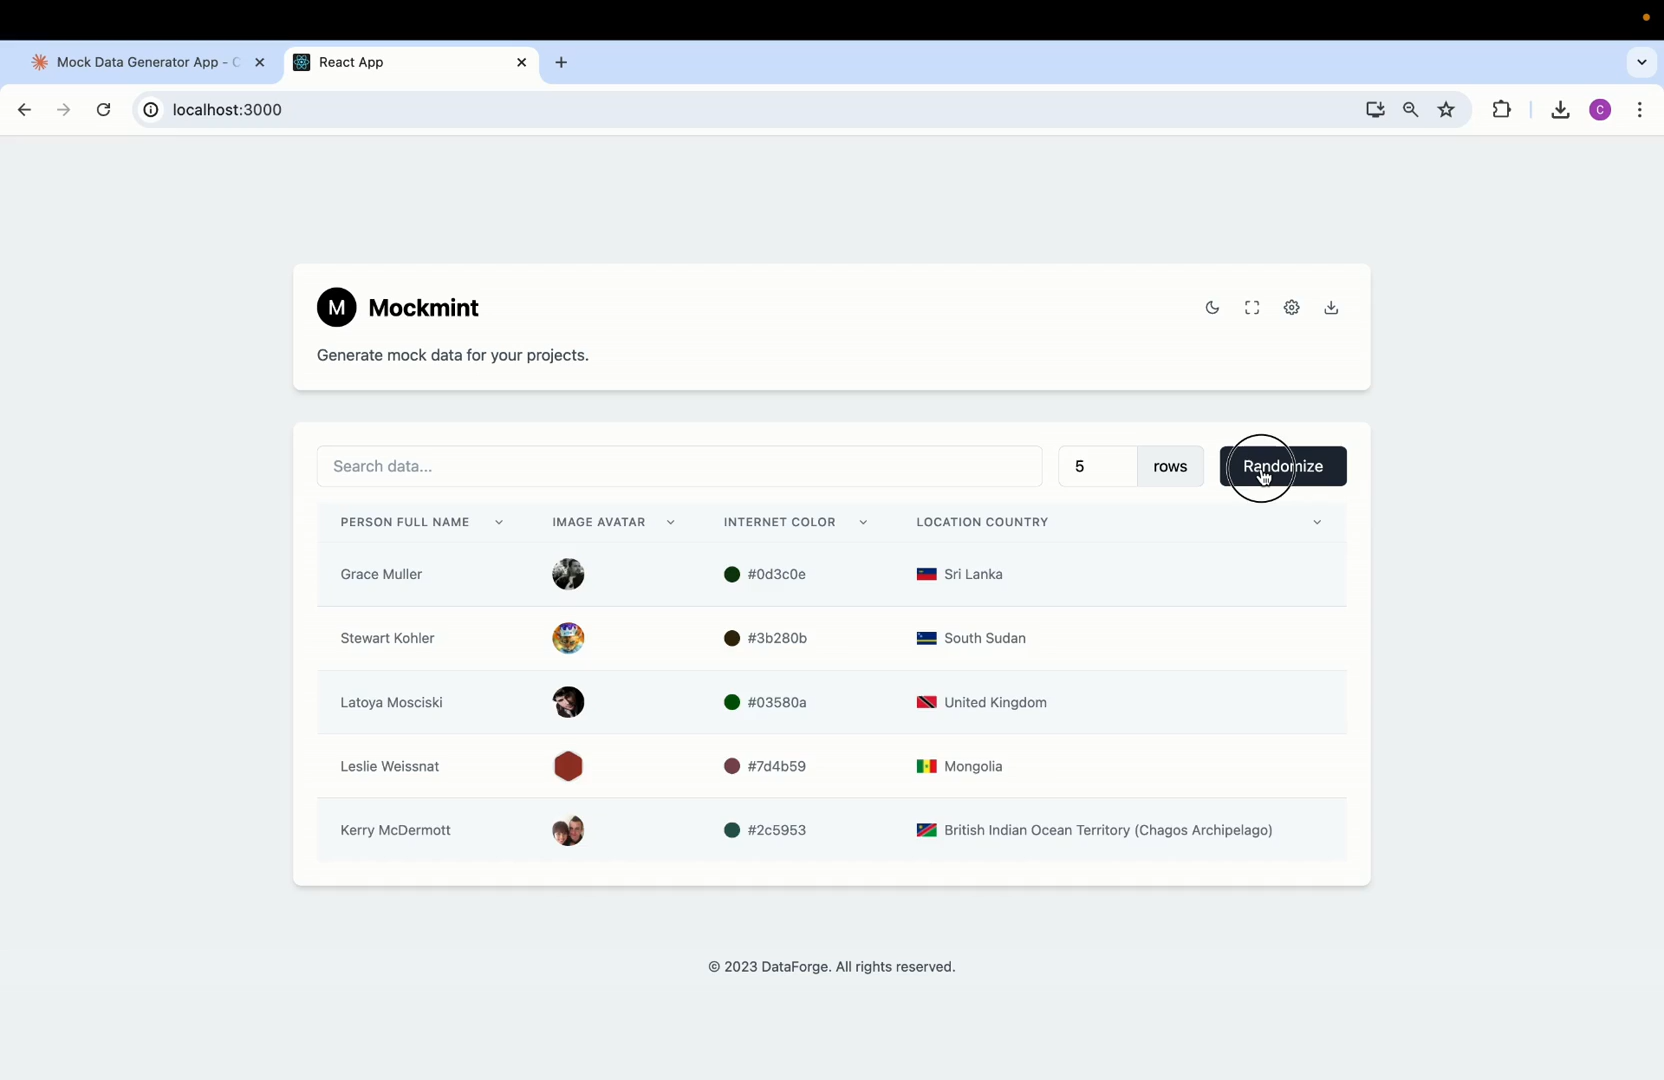 Mock Data Generator App - C
React App
localhost:3000
C
M Mockmint
Generate mock data for your projects.
Search data...
5 rows Randomize
PERSON FULL NAME IMAGE AVATAR INTERNET COLOR LOCATION COUNTRY
Grace Muller #0d3c0e Sri Lanka
Stewart Kohler #3b280b South Sudan
Latoya Mosciski #03580a United Kingdom
Leslie Weissnat #7d4b59 Mongolia
Kerry McDermott #2c5953 British Indian Ocean Territory (Chagos Archipelago)
© 2023 DataForge. All rights reserved.